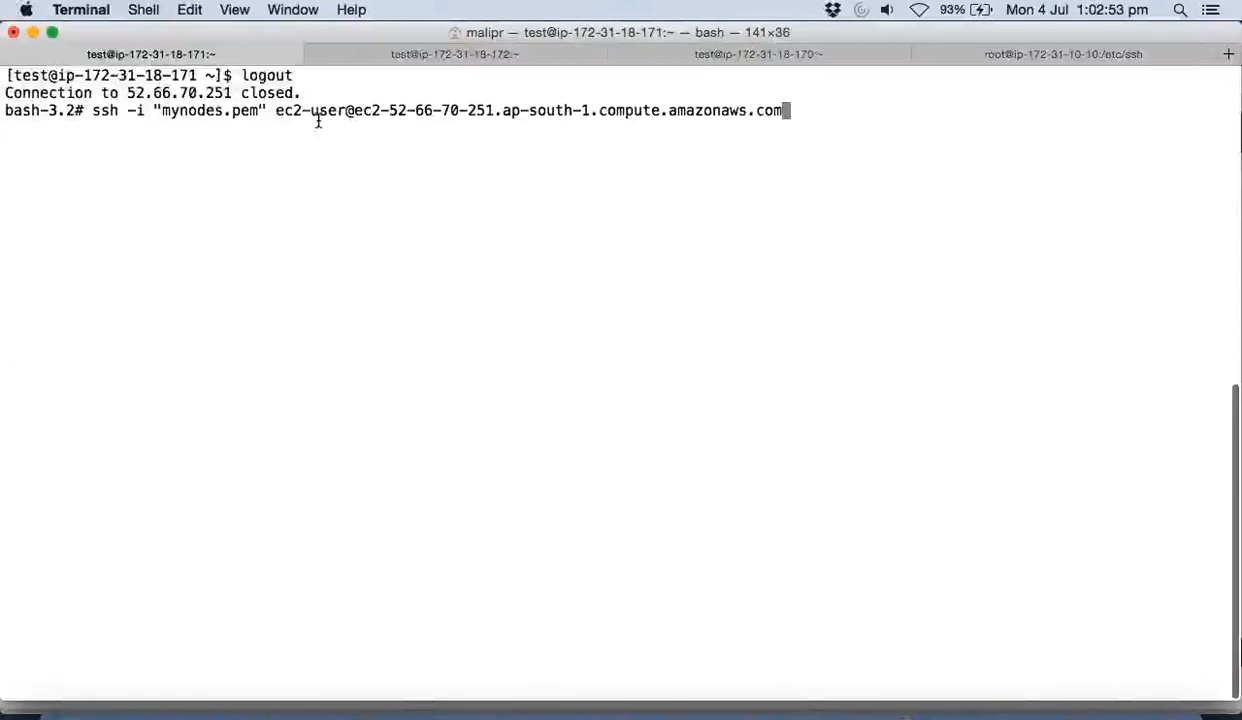 Terminal Shell Edit View Window Help 93% Mon 4 Jul 1:02:53 pm
malipr — test@ip-172-31-18-171:~ — bash — 141×36
test@ip-172-31-18-171:~ test@ip-172-31-18-172:~ test@ip-172-31-18-170:~ root@ip-172-31-10-10:/etc/ssh +
[test@ip-172-31-18-171 ~]$ logout
Connection to 52.66.70.251 closed.
bash-3.2# ssh -i "mynodes.pem" ec2-user@ec2-52-66-70-251.ap-south-1.compute.amazonaws.com